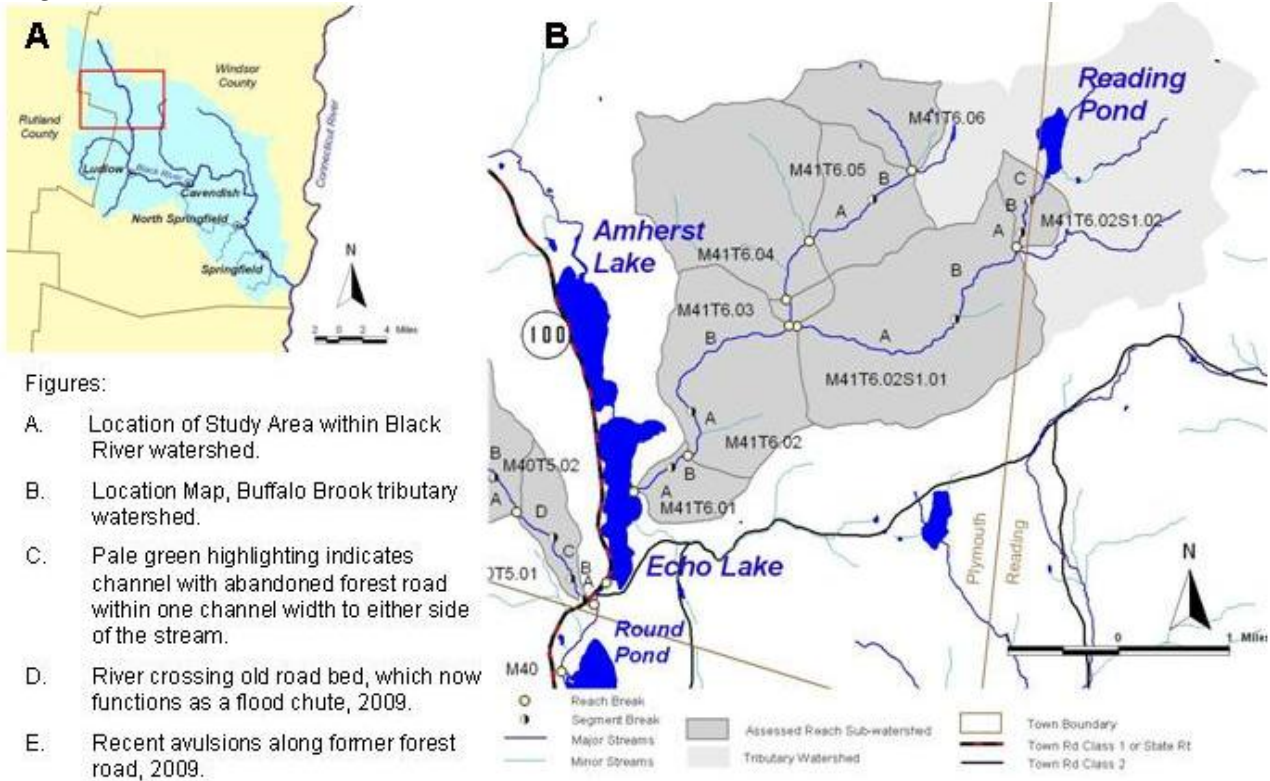 A
Windsor
County
Rutland
County
Ludlow
Black River
Cavendish
North Springfield
Springfield
Connecticut River
N
2 0 2 4 Miles
Figures:
A. Location of Study Area within Black
River watershed.
B. Location Map, Buffalo Brook tributary
watershed.
C. Pale green highlighting indicates
channel with abandoned forest road
within one channel width to either side
of the stream.
D. River crossing old road bed, which now
functions as a flood chute, 2009.
E. Recent avulsions along former forest
road, 2009.
B
Reading
Pond
M41T6.06
M41T6.05
B
A
C
B
M41T6.02S1.02
A
Amherst
Lake
M41T6.04
B
M41T6.03
100
B
A
M41T6.02S1.01
A
M41T6.02
B
M40T5.02
B
A
M41T6.01
A
D
C
B
A
0T5.01
Echo Lake
Plymouth
Reading
N
Round
Pond
0 1 Miles
M40
Reach Break
Segment Break
Major Streams
Minor Streams
Assessed Reach Sub-watershed
Tributary Watershed
Town Boundary
Town Rd Class 1 or State Rt
Town Rd Class 2